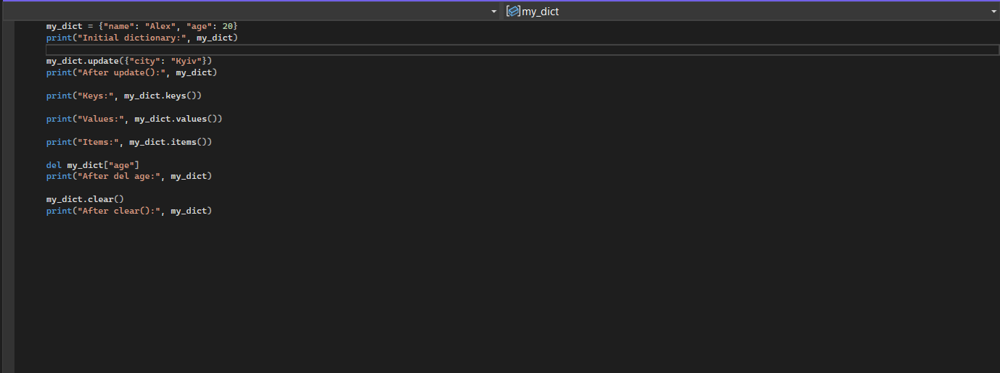 my_dict
my_dict = {"name": "Alex", "age": 20}
print("Initial dictionary:", my_dict)
my_dict.update({"city": "Kyiv"})
print("After update():", my_dict)
print("Keys:", my_dict.keys())
print("Values:", my_dict.values())
print("Items:", my_dict.items())
del my_dict["age"]
print("After del age:", my_dict)
my_dict.clear()
print("After clear():", my_dict)